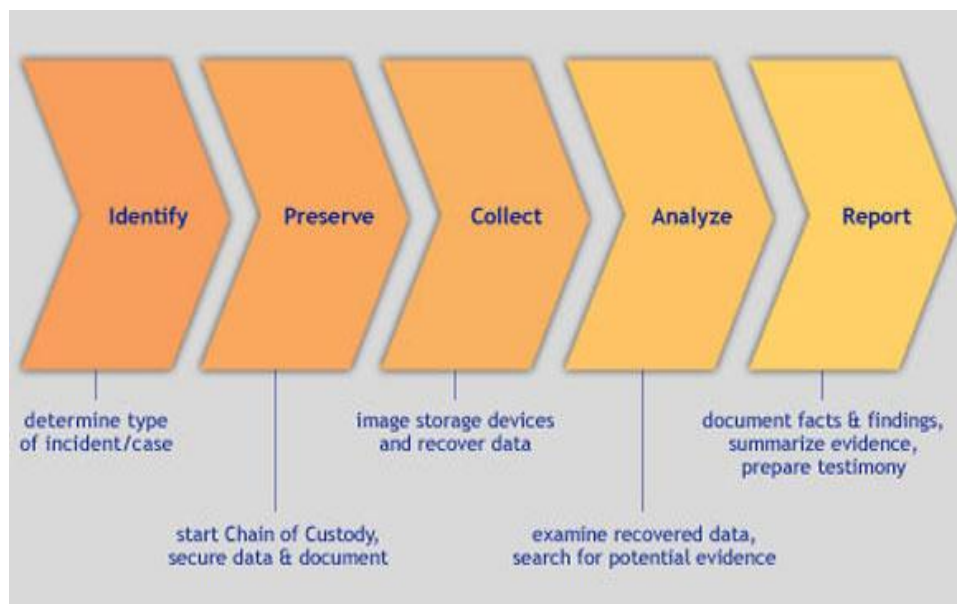 Identify
Preserve
Collect
Analyze
Report
determine type
of incident/case
start Chain of Custody,
secure data & document
image storage devices
and recover data
examine recovered data,
search for potential evidence
document facts & findings,
summarize evidence,
prepare testimony